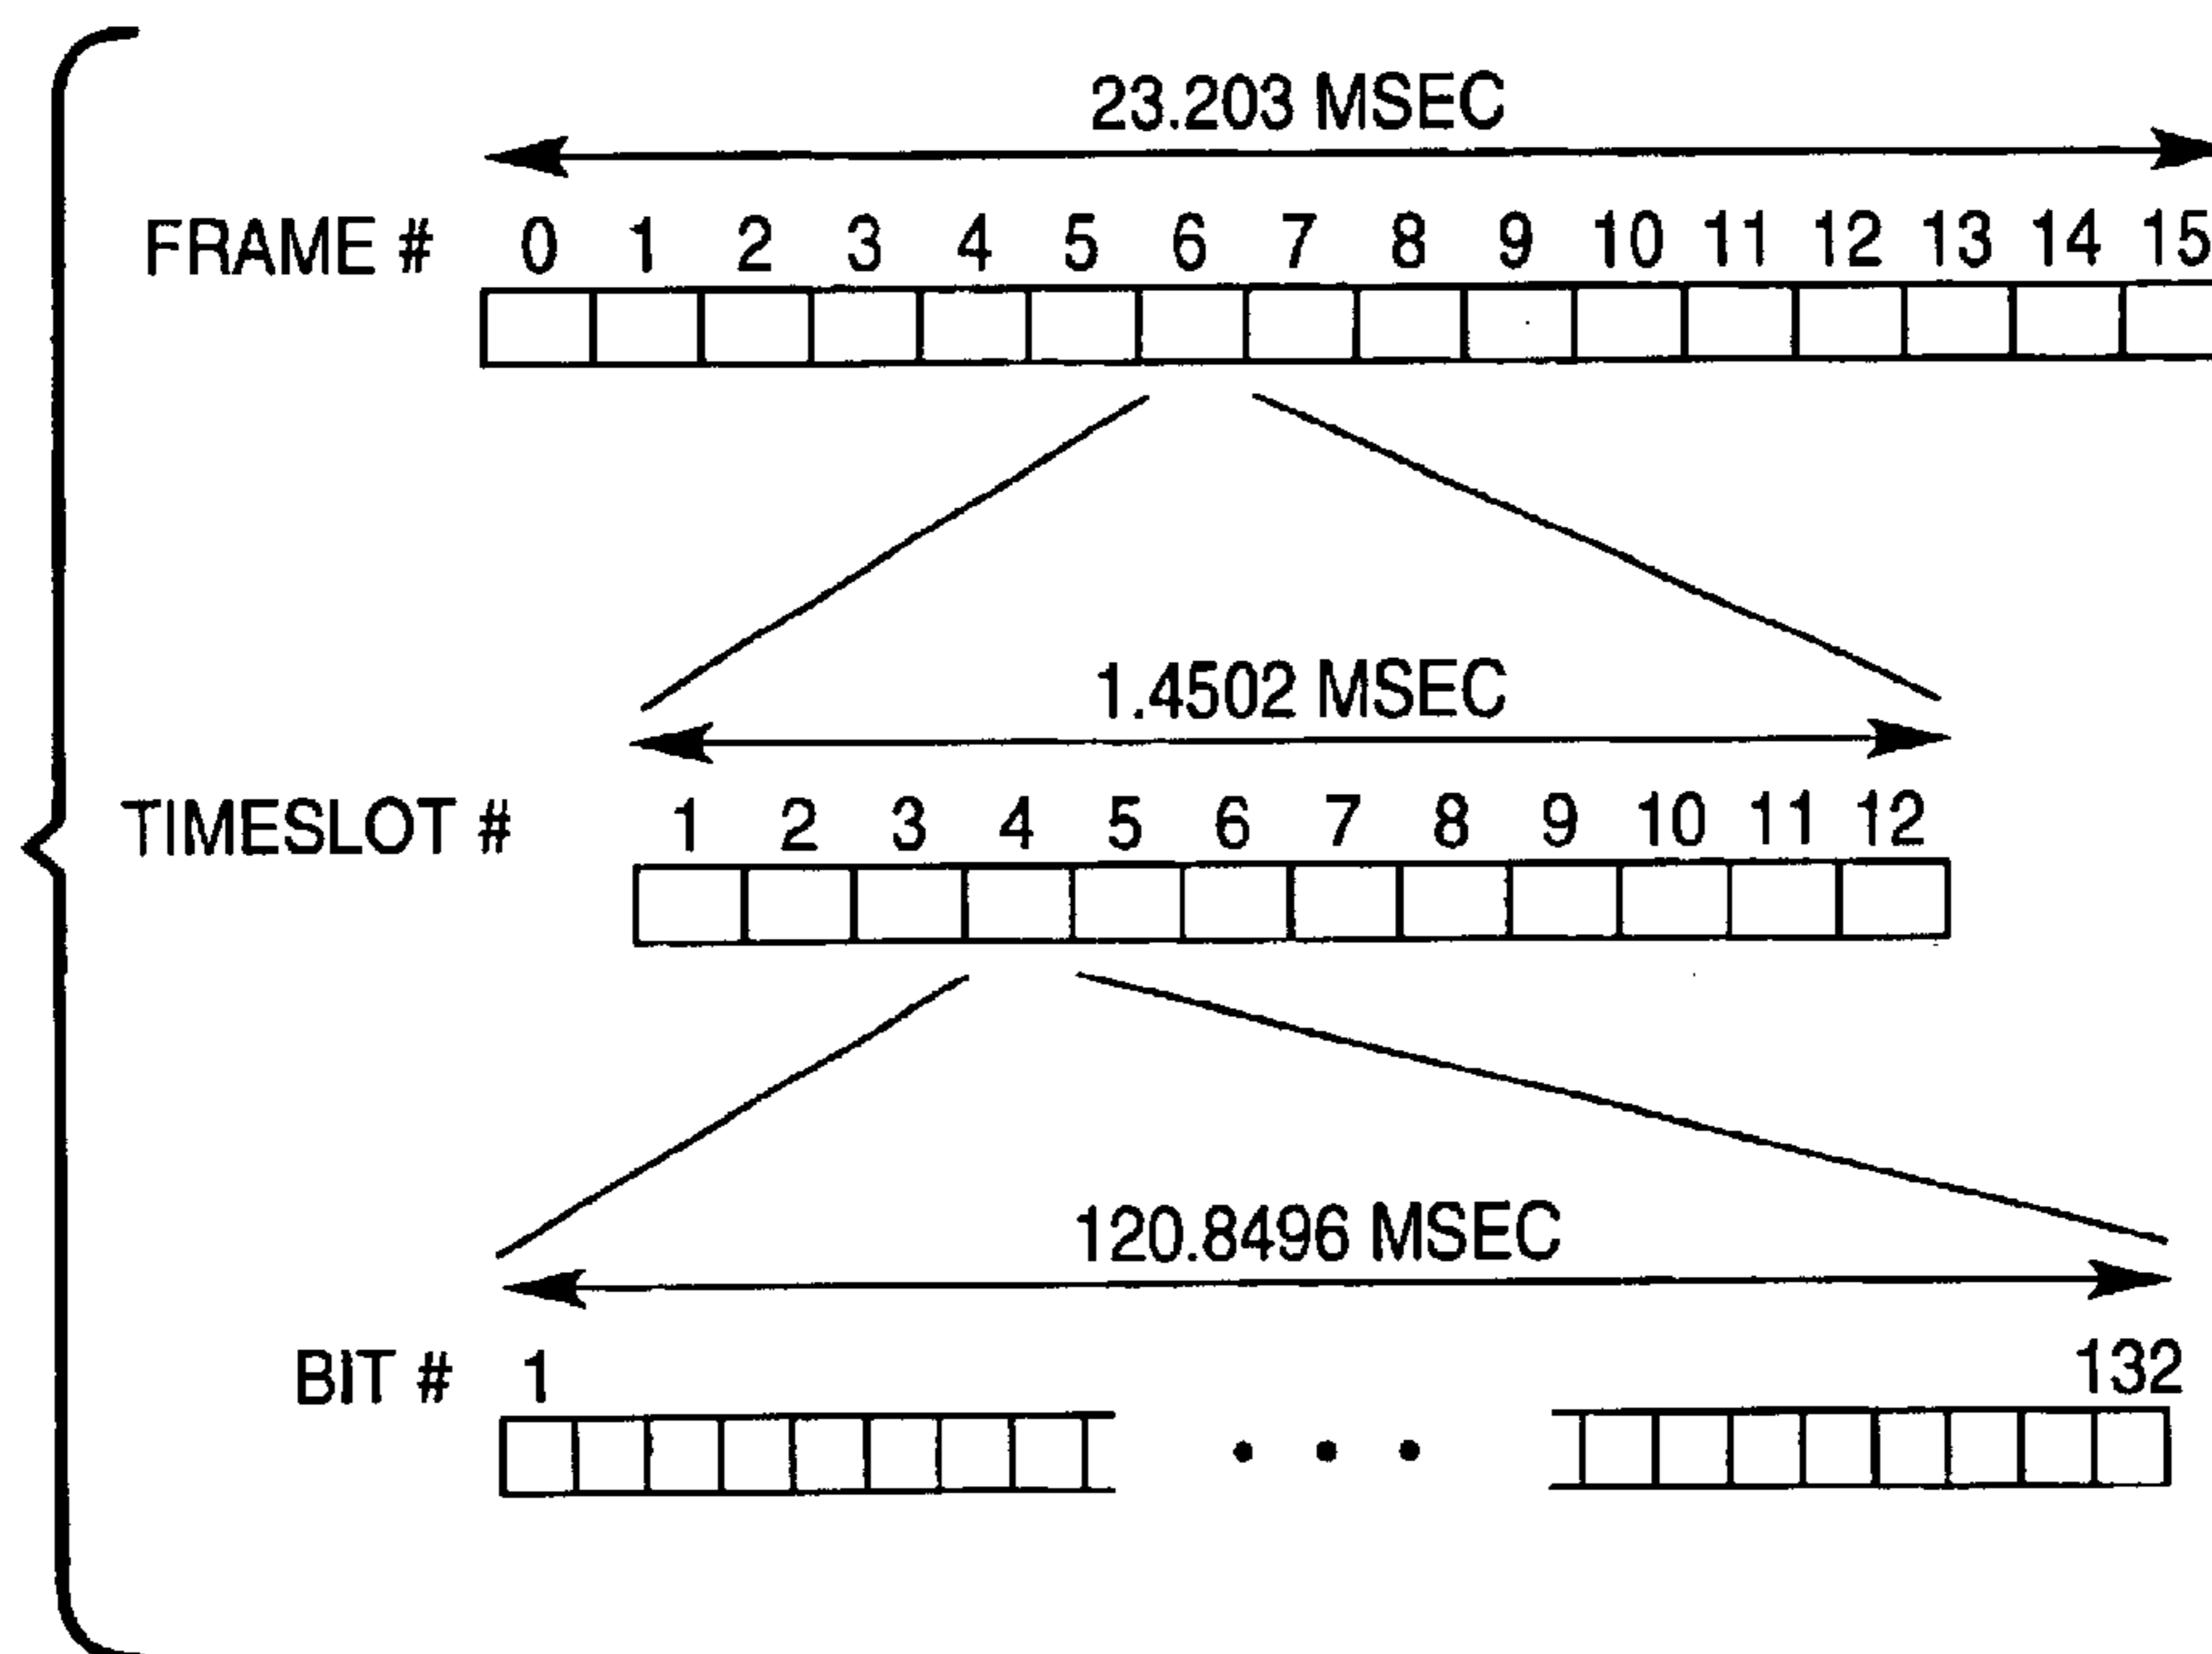 23.203 MSEC
FRAME # 0 1 2 3 4 5 6 7 8 9 10 11 12 13 14 15
1.4502 MSEC
TIMESLOT # 1 2 3 4 5 6 7 8 9 10 11 12
120.8496 MSEC
BIT # 1 132